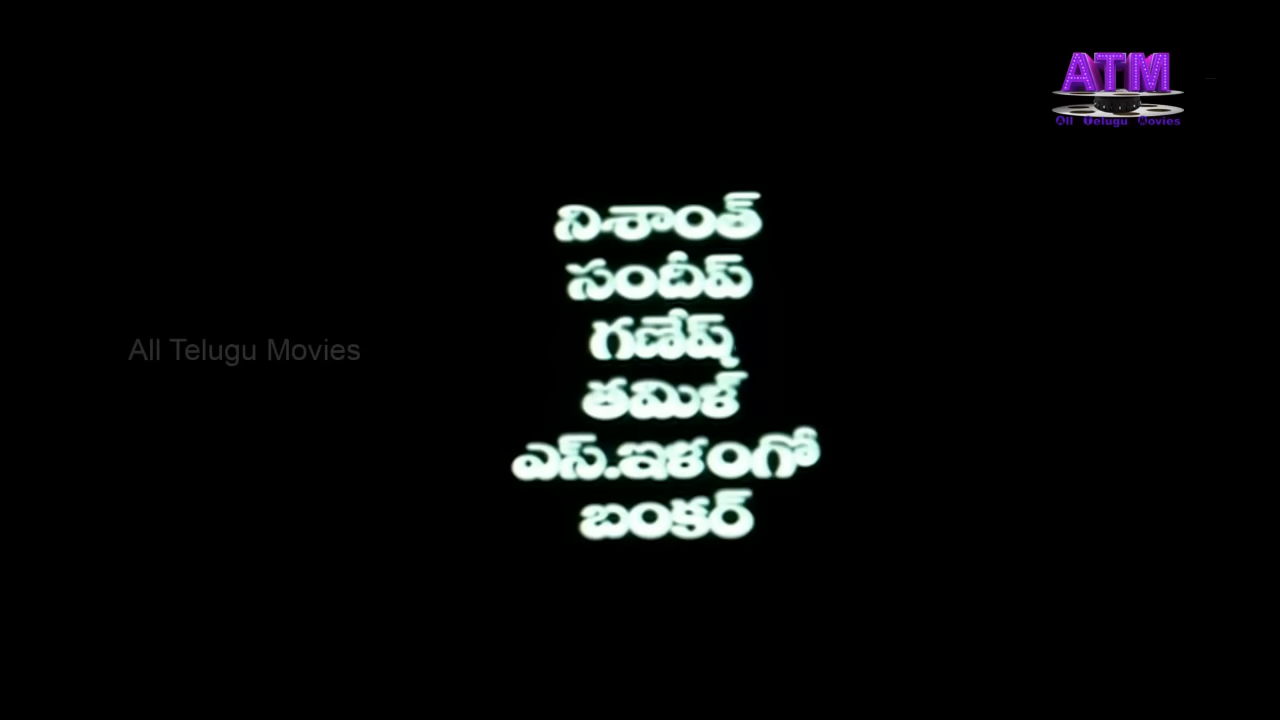 ATM
All Telugu Movies
నిశాంత్
సందీప్
గణేష్
All Telugu Movies
తమిళ్
ఎస్.ఇళంగో
బంకర్